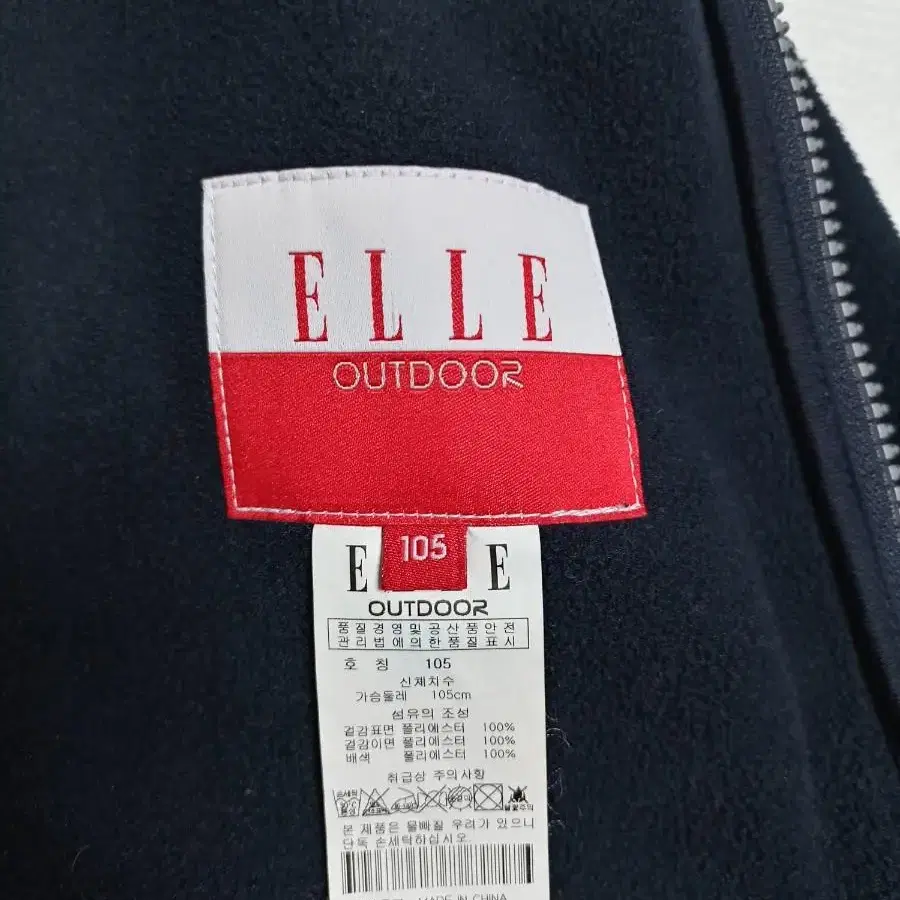 ELLE
OUTDOOR
105
E E
OUTDOOR
품질경영및공산품안전
관리법에의한품질표시
호 칭 105
신체치수
가슴둘레 105cm
섬유의 조성
겉감표면 폴리에스터 100%
겉감이면 폴리에스터 100%
배색 폴리에스터 100%
취급상 주의사항
손세탁
중성
본 제품은 물빠질 우려가 있으니
단독 손세탁하십시오.
MADE IN CHINA